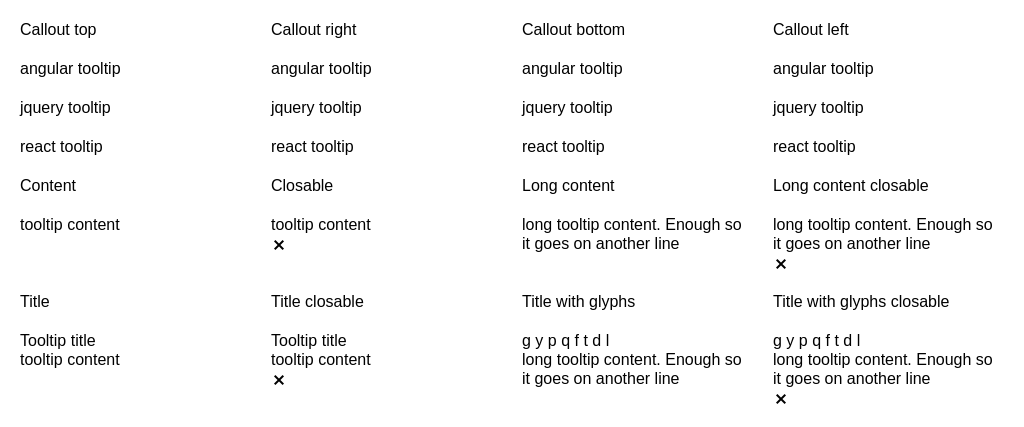 Callout top
Callout right
Callout bottom
Callout left
angular tooltip
angular tooltip
angular tooltip
angular tooltip
jquery tooltip
jquery tooltip
jquery tooltip
jquery tooltip
react tooltip
react tooltip
react tooltip
react tooltip
Content
Closable
Long content
Long content closable
tooltip content
tooltip content
✕
long tooltip content. Enough so
it goes on another line
long tooltip content. Enough so
it goes on another line
✕
Title
Title closable
Title with glyphs
Title with glyphs closable
Tooltip title
tooltip content
Tooltip title
tooltip content
✕
g y p q f t d l
long tooltip content. Enough so
it goes on another line
g y p q f t d l
long tooltip content. Enough so
it goes on another line
✕